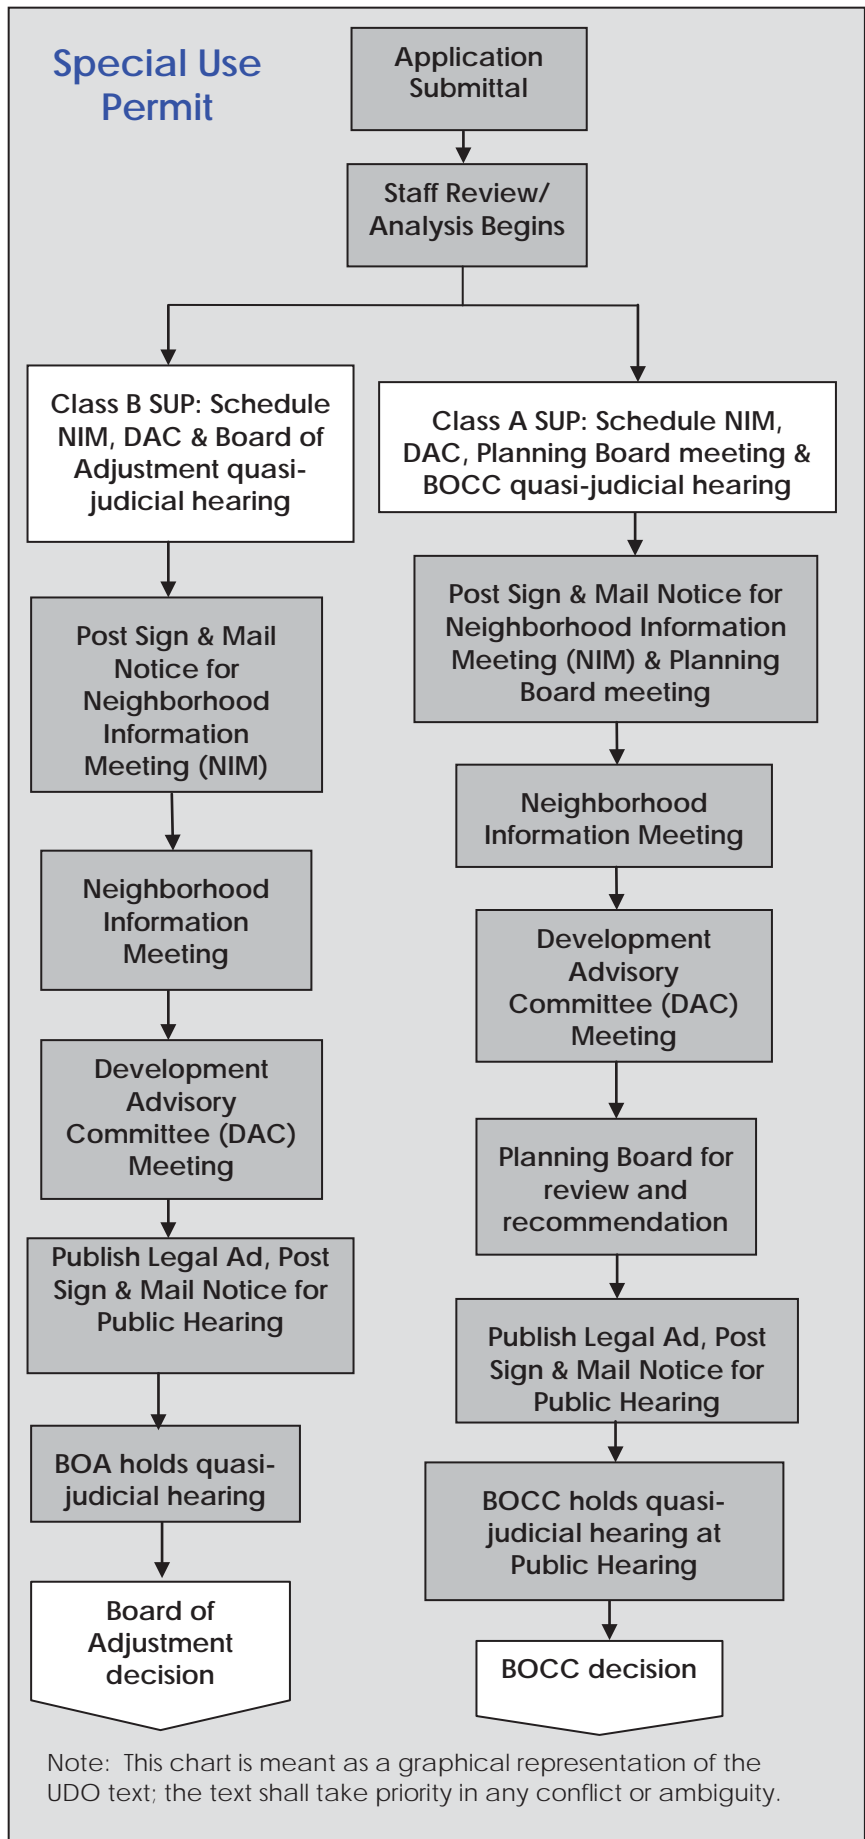 Special Use
Permit
Application
Submittal
Staff Review/
Analysis Begins
Class B SUP: Schedule
NIM, DAC & Board of
Adjustment quasi-
judicial hearing
Post Sign & Mail
Notice for
Neighborhood
Information
Meeting (NIM)
Neighborhood
Information
Meeting
Development
Advisory
Committee (DAC)
Meeting
Publish Legal Ad, Post
Sign & Mail Notice for
Public Hearing
BOA holds quasi-
judicial hearing
Board of
Adjustment
decision
Class A SUP: Schedule NIM,
DAC, Planning Board meeting &
BOCC quasi-judicial hearing
Post Sign & Mail Notice for
Neighborhood Information
Meeting (NIM) & Planning
Board meeting
Neighborhood
Information Meeting
Development
Advisory
Committee (DAC)
Meeting
Planning Board for
review and
recommendation
Publish Legal Ad, Post
Sign & Mail Notice for
Public Hearing
BOCC holds quasi-
judicial hearing at
Public Hearing
BOCC decision
Note: This chart is meant as a graphical representation of the
UDO text; the text shall take priority in any conflict or ambiguity.